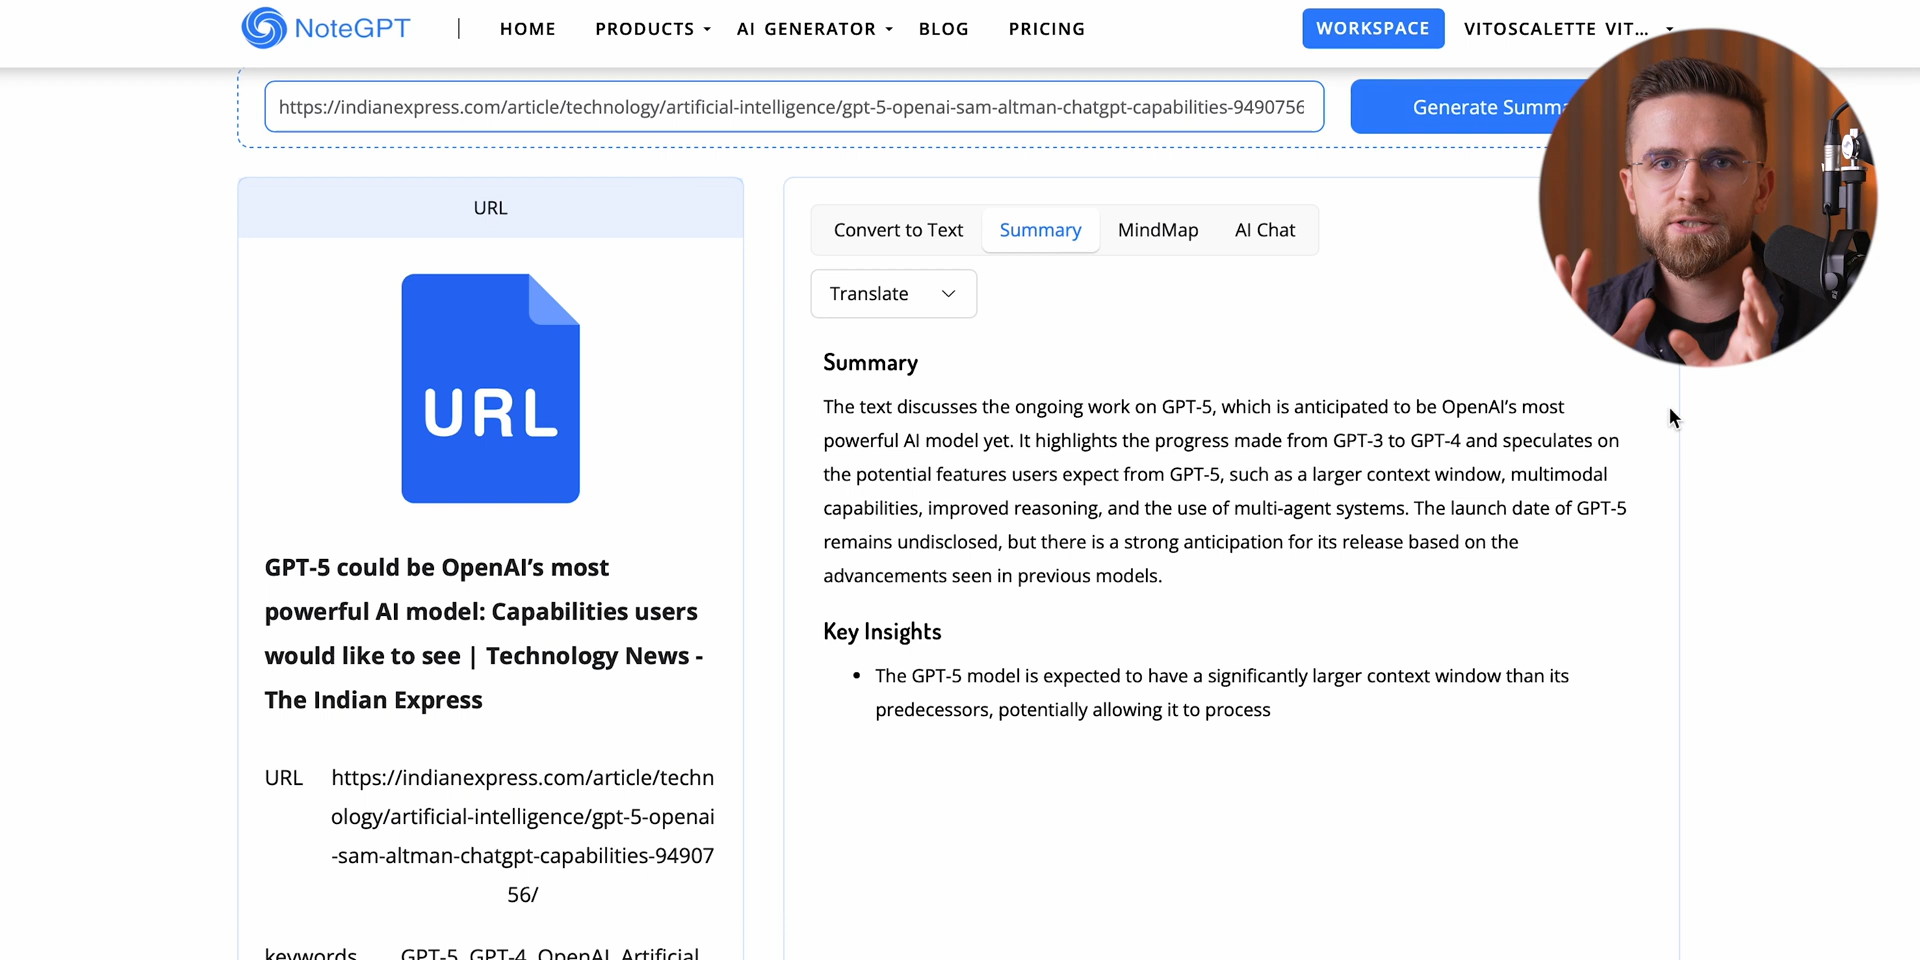 NoteGPT
HOME
PRODUCTS
AI GENERATOR
BLOG
PRICING
WORKSPACE
VITOSCALETTE VIT...
https://indianexpress.com/article/technology/artificial-intelligence/gpt-5-openai-sam-altman-chatgpt-capabilities-9490756
Generate Summa
URL
URL
GPT-5 could be OpenAI's most
powerful AI model: Capabilities users
would like to see | Technology News -
The Indian Express
URL https://indianexpress.com/article/techn
ology/artificial-intelligence/gpt-5-openai
-sam-altman-chatgpt-capabilities-94907
56/
keywords GPT-5, GPT-4, OpenAI, Artificial
Convert to Text
Summary
MindMap
AI Chat
Translate
Summary
The text discusses the ongoing work on GPT-5, which is anticipated to be OpenAI's most
powerful AI model yet. It highlights the progress made from GPT-3 to GPT-4 and speculates on
the potential features users expect from GPT-5, such as a larger context window, multimodal
capabilities, improved reasoning, and the use of multi-agent systems. The launch date of GPT-5
remains undisclosed, but there is a strong anticipation for its release based on the
advancements seen in previous models.
Key Insights
• The GPT-5 model is expected to have a significantly larger context window than its
predecessors, potentially allowing it to process